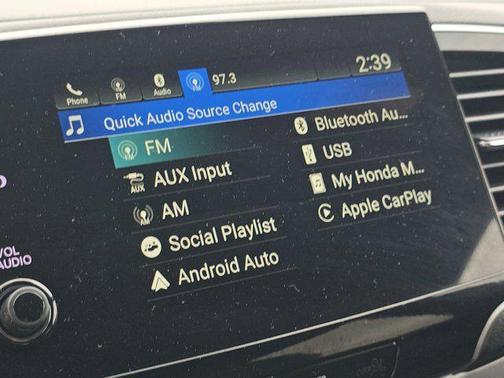 Phone
FM
Audio
97.3
2:39
Quick Audio Source Change
FM
AUX Input
AUX
AM
Social Playlist
Android Auto
Bluetooth Au...
USB
My Honda M...
Apple CarPlay
VOL
AUDIO